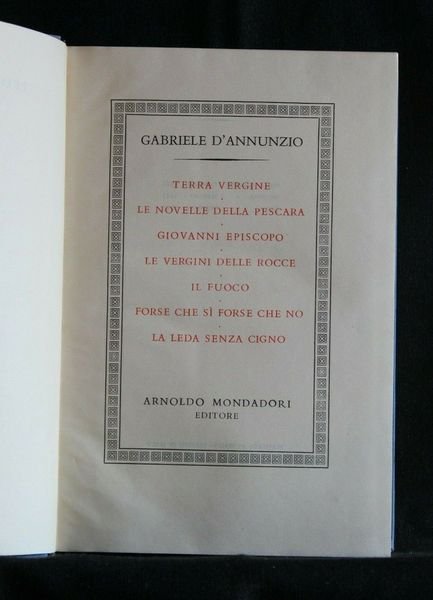 GABRIELE D'ANNUNZIO
TERRA VERGINE
·
LE NOVELLE DELLA PESCARA
·
GIOVANNI EPISCOPO
·
LE VERGINI DELLE ROCCE
·
IL FUOCO
·
FORSE CHE SÌ FORSE CHE NO
·
LA LEDA SENZA CIGNO
ARNOLDO MONDADORI
EDITORE